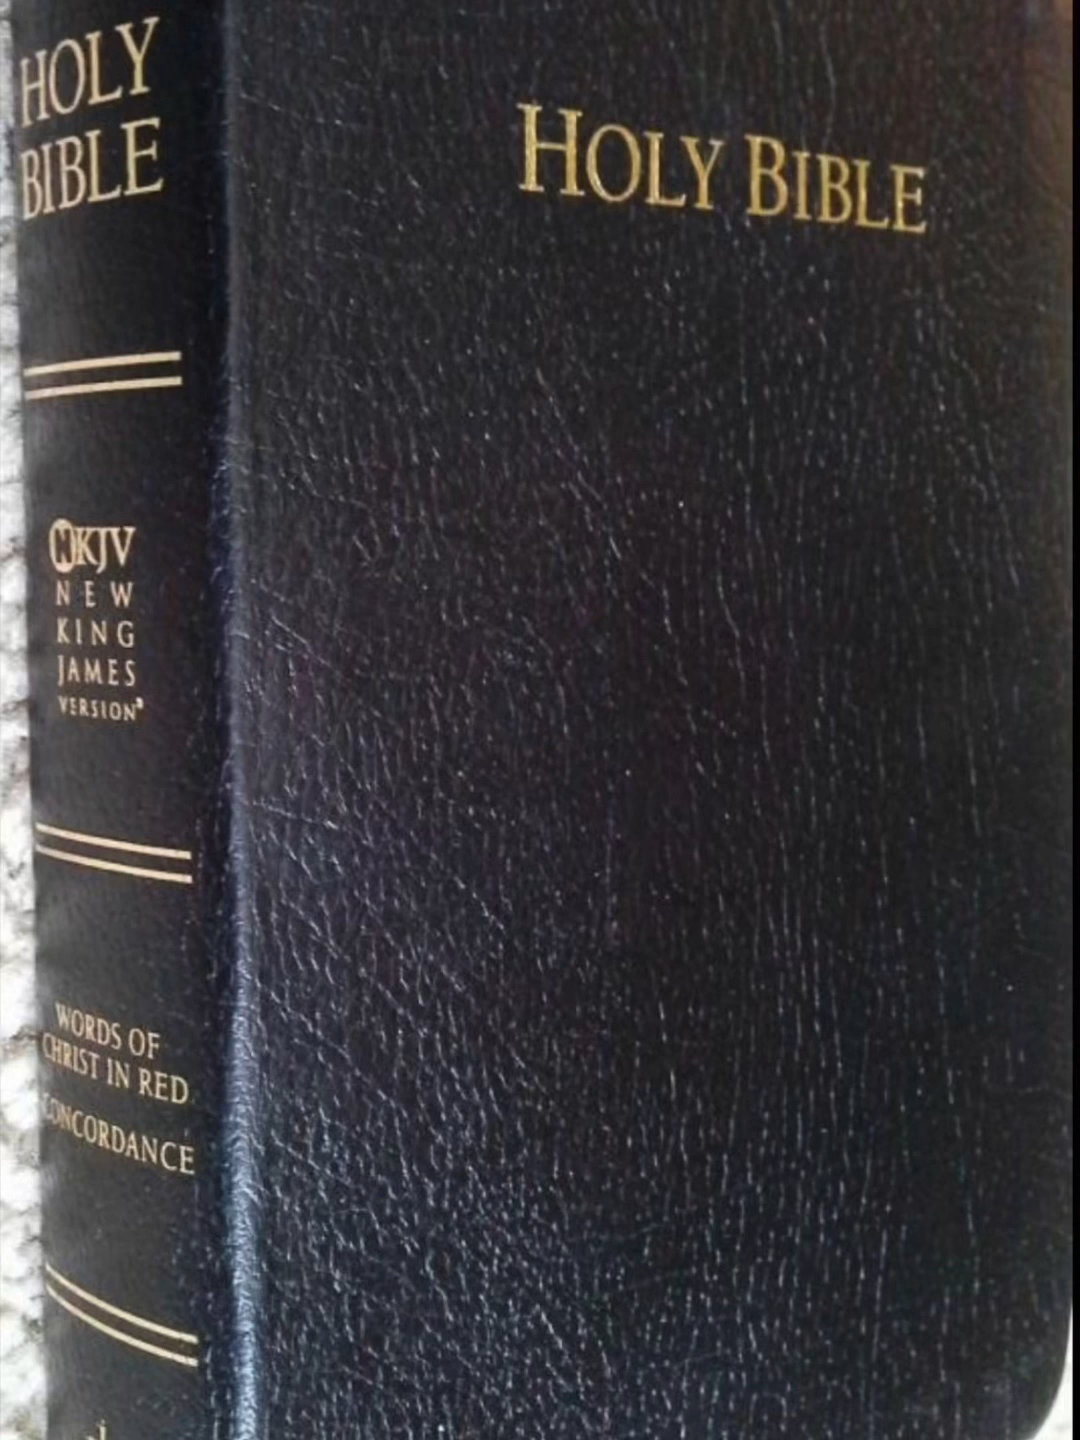 HOLY
BIBLE
NKJV
NEW
KING
JAMES
VERSION®
WORDS OF
CHRIST IN RED
CONCORDANCE
HOLY BIBLE